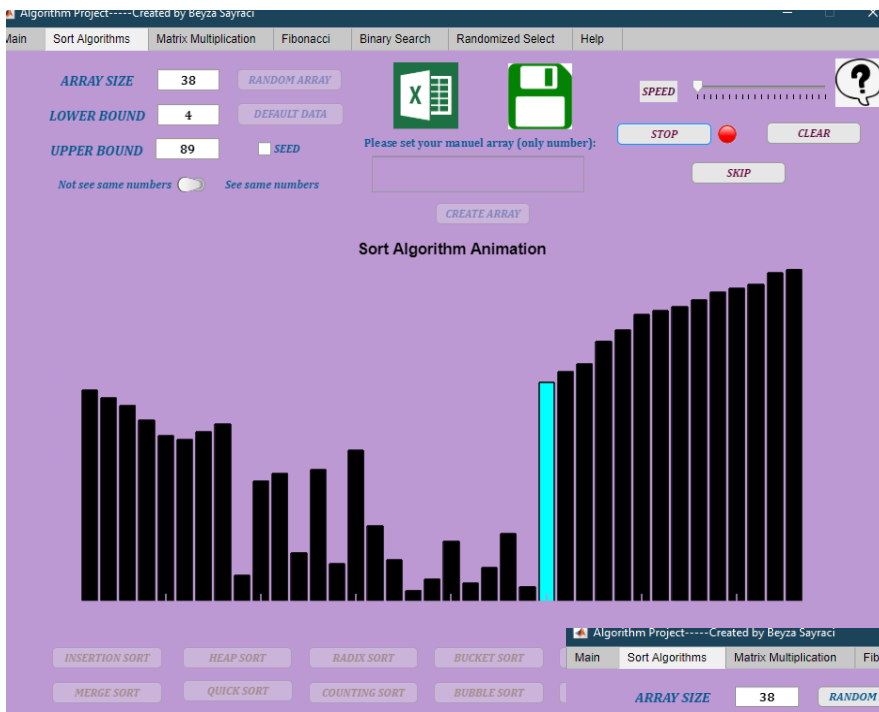 Algorithm Project-----Created by Beyza Sayraci
Main Sort Algorithms Matrix Multiplication Fibonacci Binary Search Randomized Select Help
ARRAY SIZE 38 RANDOM ARRAY
LOWER BOUND 4 DEFAULT DATA
UPPER BOUND 89 SEED
Not see same numbers See same numbers
X
Please set your manuel array (only number):
CREATE ARRAY
SPEED
?
STOP CLEAR
SKIP
Sort Algorithm Animation
INSERTION SORT HEAP SORT RADIX SORT BUCKET SORT
MERGE SORT QUICK SORT COUNTING SORT BUBBLE SORT
Algorithm Project-----Created by Beyza Sayraci
Main Sort Algorithms Matrix Multiplication Fib
ARRAY SIZE 38 RANDOM